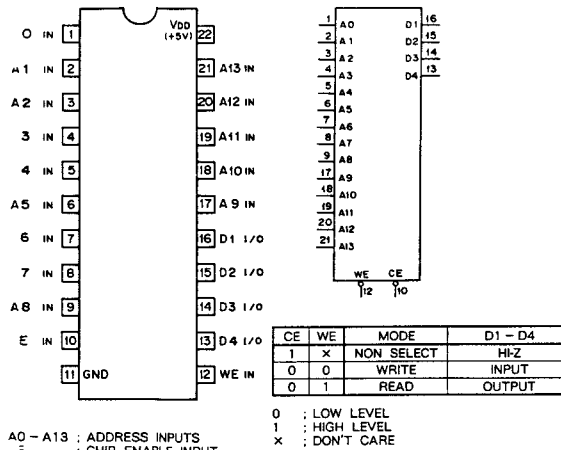 VDD
(+5V)
O IN 1
22
A1 IN 2
21 A13 IN
A2 IN 3
20 A12 IN
3 IN 4
19 A11 IN
4 IN 5
18 A10 IN
A5 IN 6
17 A9 IN
6 IN 7
16 D1 I/O
7 IN 8
15 D2 I/O
A8 IN 9
14 D3 I/O
E IN 10
13 D4 I/O
11 GND
12 WE IN
1 A0 D1 16
2 A1 D2 15
3 A2 D3 14
4 A3 D4 13
5 A4
6 A5
7 A6
8 A7
9 A8
17 A9
18 A10
19 A11
20 A12
21 A13
WE CE
12 10
CE WE MODE D1 - D4
1 × NON SELECT HI-Z
0 0 WRITE INPUT
0 1 READ OUTPUT
0 ; LOW LEVEL
1 ; HIGH LEVEL
× ; DON'T CARE
A0 - A13 ; ADDRESS INPUTS
; CHIP ENABLE INPUT